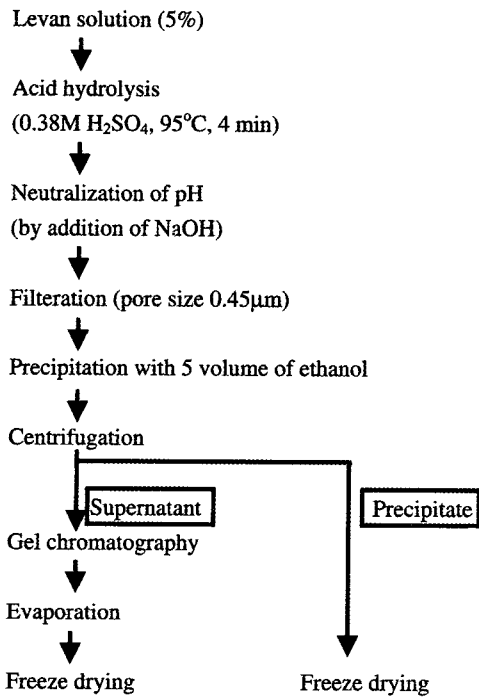 Levan solution (5%)
Acid hydrolysis
(0.38M H₂SO₄, 95°C, 4 min)
Neutralization of pH
(by addition of NaOH)
Filteration (pore size 0.45μm)
Precipitation with 5 volume of ethanol
Centrifugation
Supernatant
Precipitate
Gel chromatography
Evaporation
Freeze drying
Freeze drying